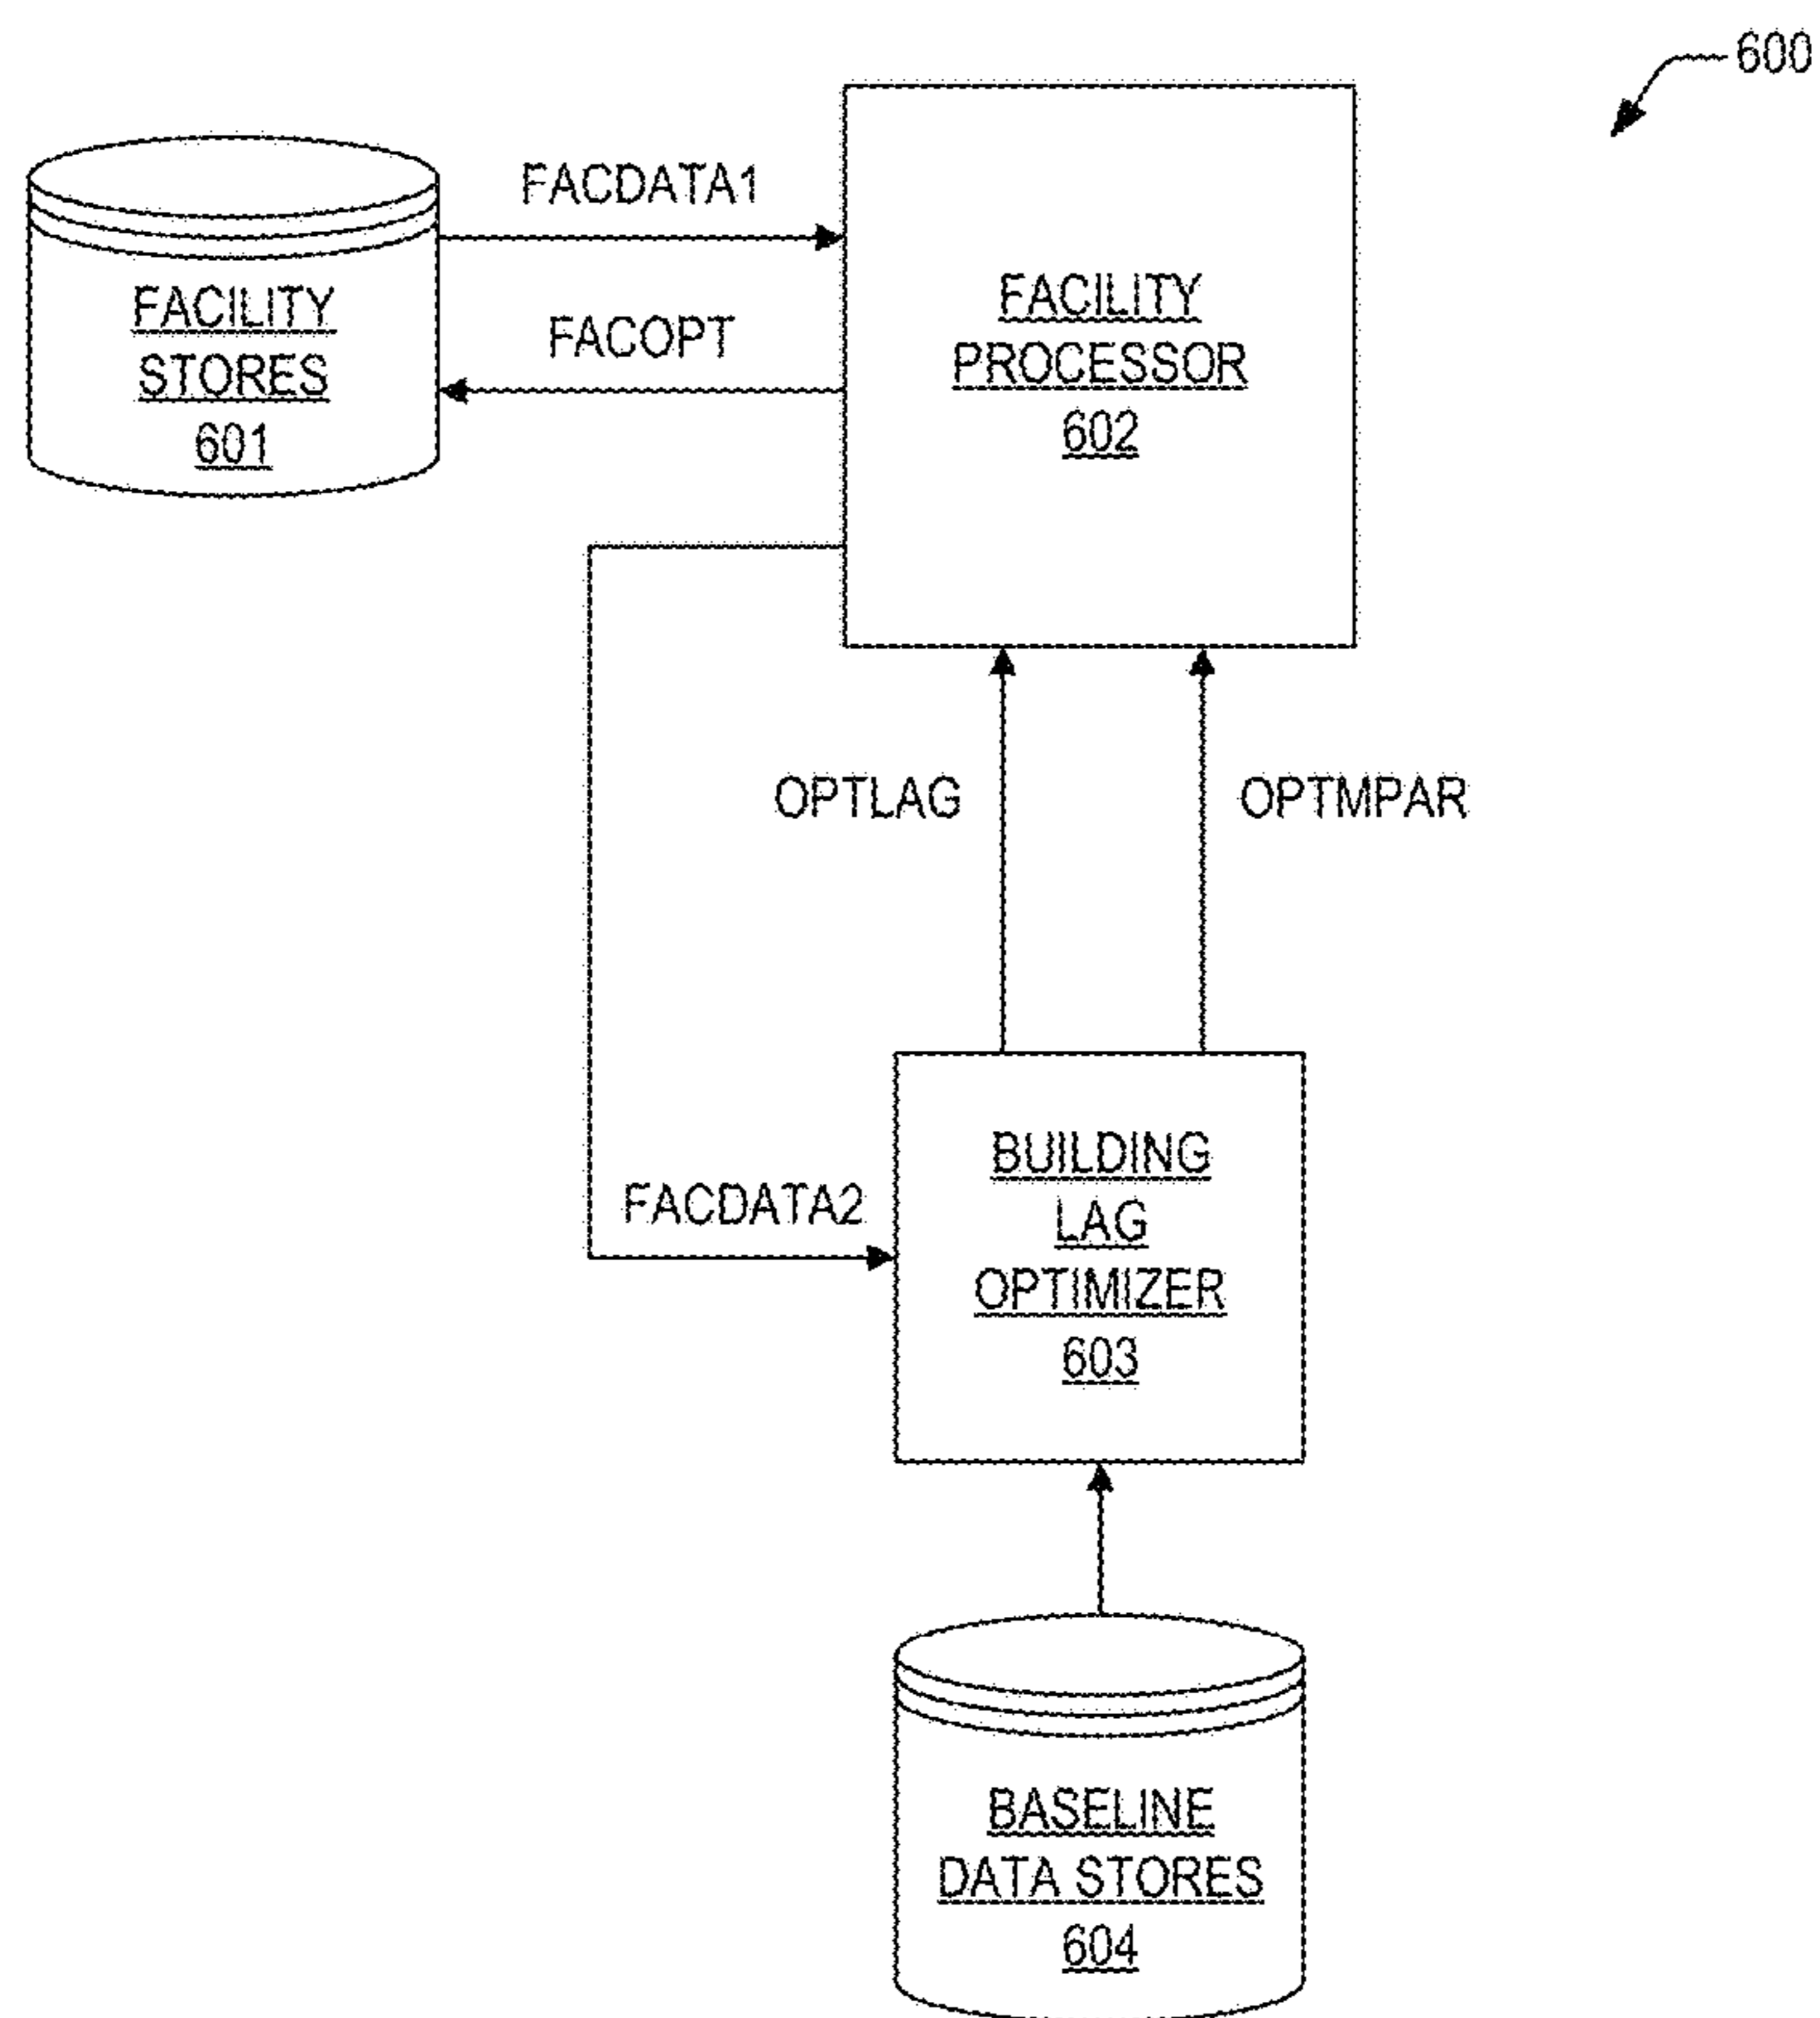 600
FACDATA1
FACILITY
STORES
601
FACOPT
FACILITY
PROCESSOR
602
OPTLAG
OPTMPAR
FACDATA2
BUILDING
LAG
OPTIMIZER
603
BASELINE
DATA STORES
604